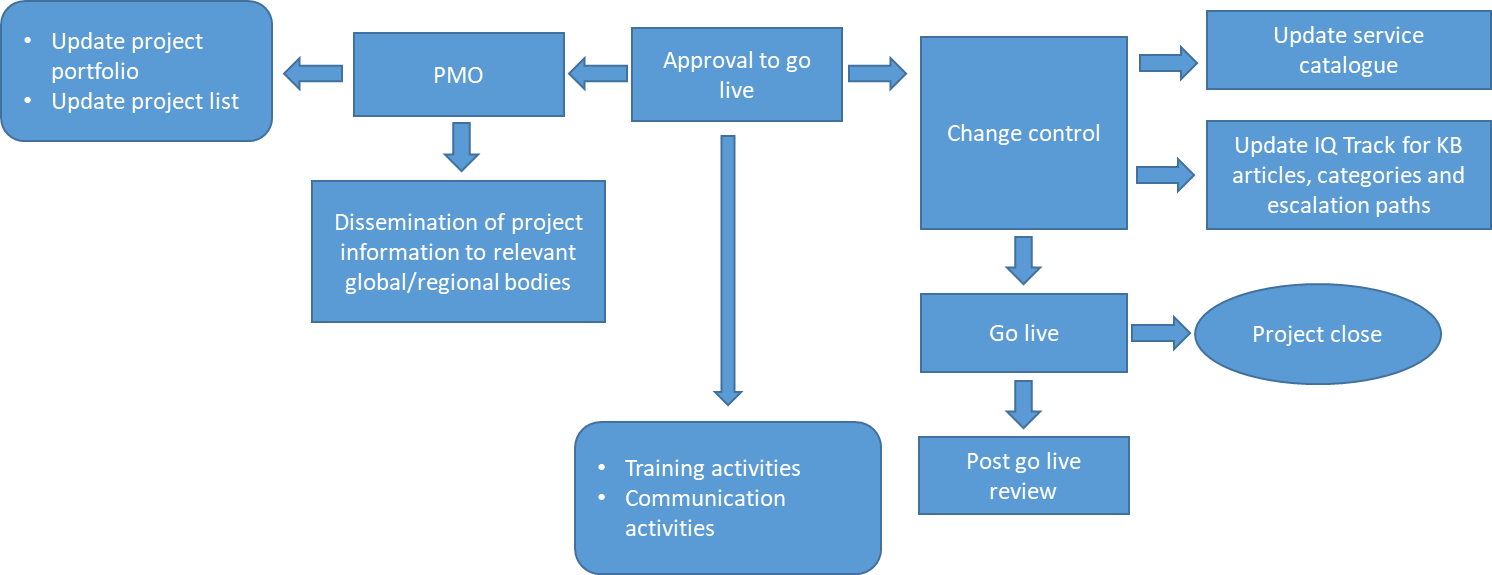 • Update project
portfolio
• Update project list
PMO
Approval to go
live
Change control
Update service
catalogue
Update IQ Track for KB
articles, categories and
escalation paths
Dissemination of project
information to relevant
global/regional bodies
Go live
Project close
• Training activities
• Communication
activities
Post go live
review